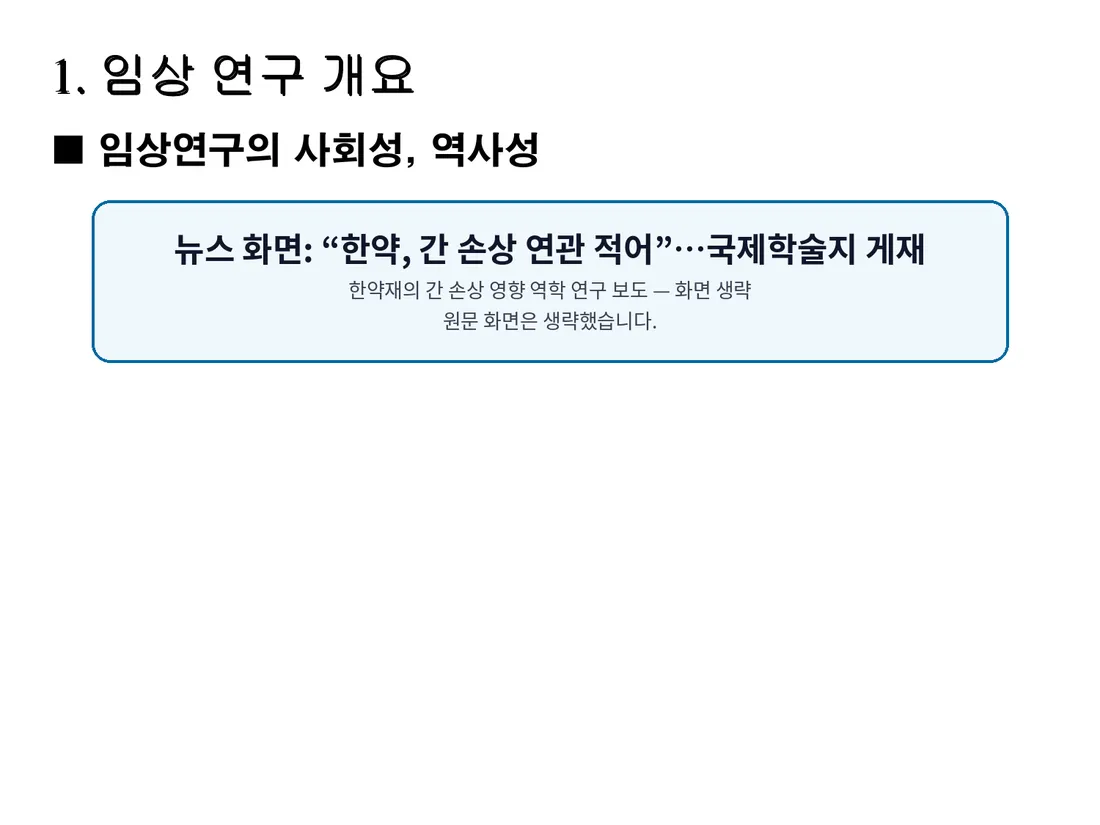 1. 임상 연구 개요
■ 임상연구의 사회성, 역사성
뉴스 화면: “한약, 간 손상 연관 적어”…국제학술지 게재
한약재의 간 손상 영향 역학 연구 보도 — 화면 생략
원문 화면은 생략했습니다.